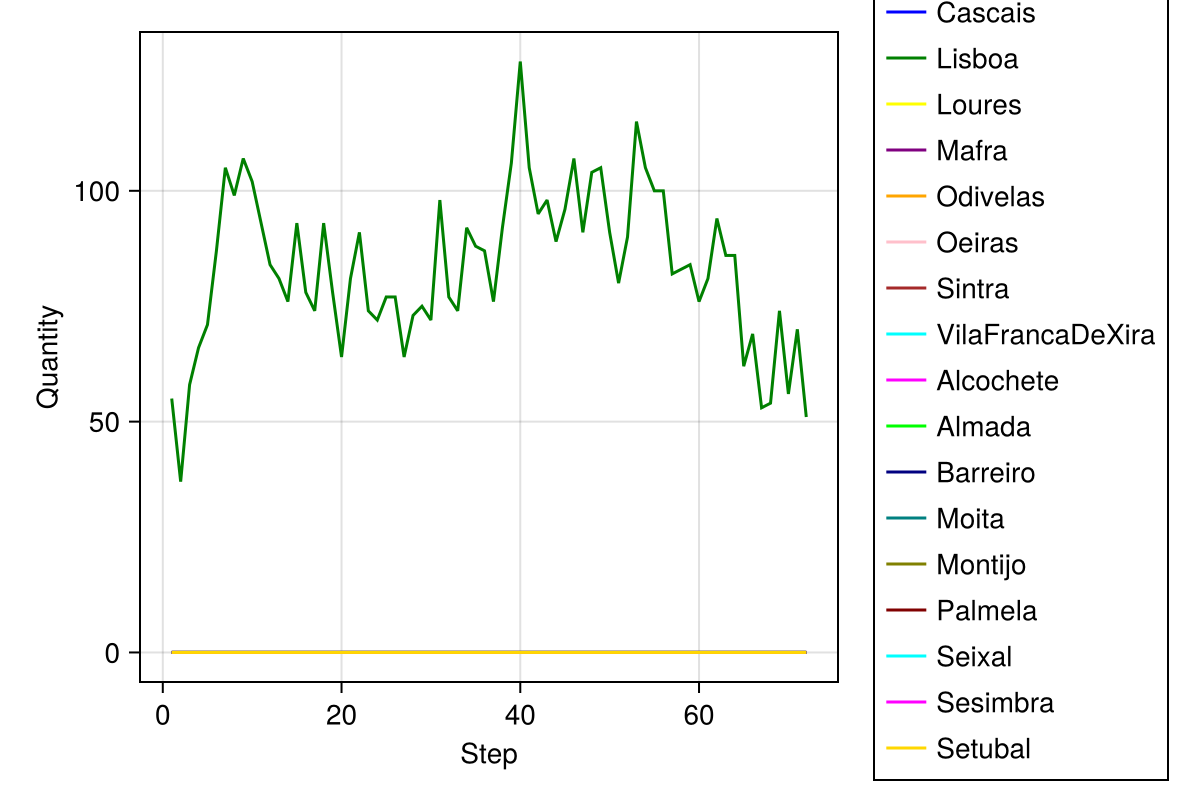 Quantity
100
50
0
0
20
40
60
Step
Cascais
Lisboa
Loures
Mafra
Odivelas
Oeiras
Sintra
VilaFrancaDeXira
Alcochete
Almada
Barreiro
Moita
Montijo
Palmela
Seixal
Sesimbra
Setubal